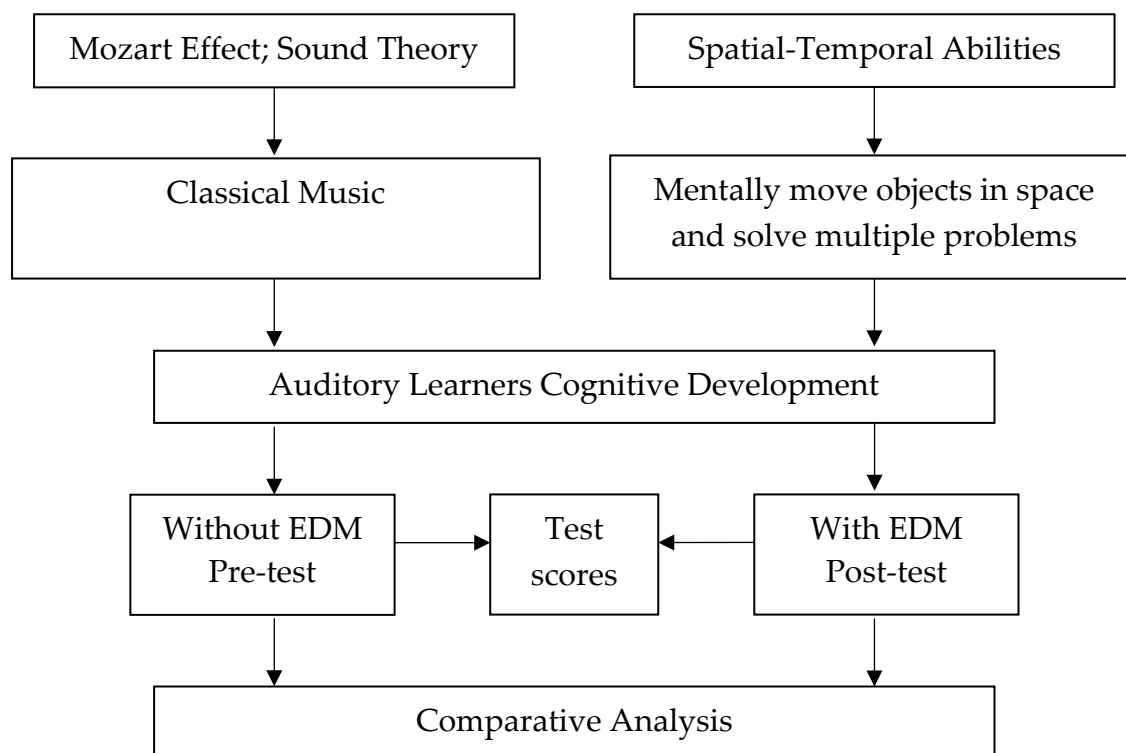 Mozart Effect; Sound Theory
Spatial-Temporal Abilities
Classical Music
Mentally move objects in space
and solve multiple problems
Auditory Learners Cognitive Development
Without EDM
Pre-test
Test
scores
With EDM
Post-test
Comparative Analysis